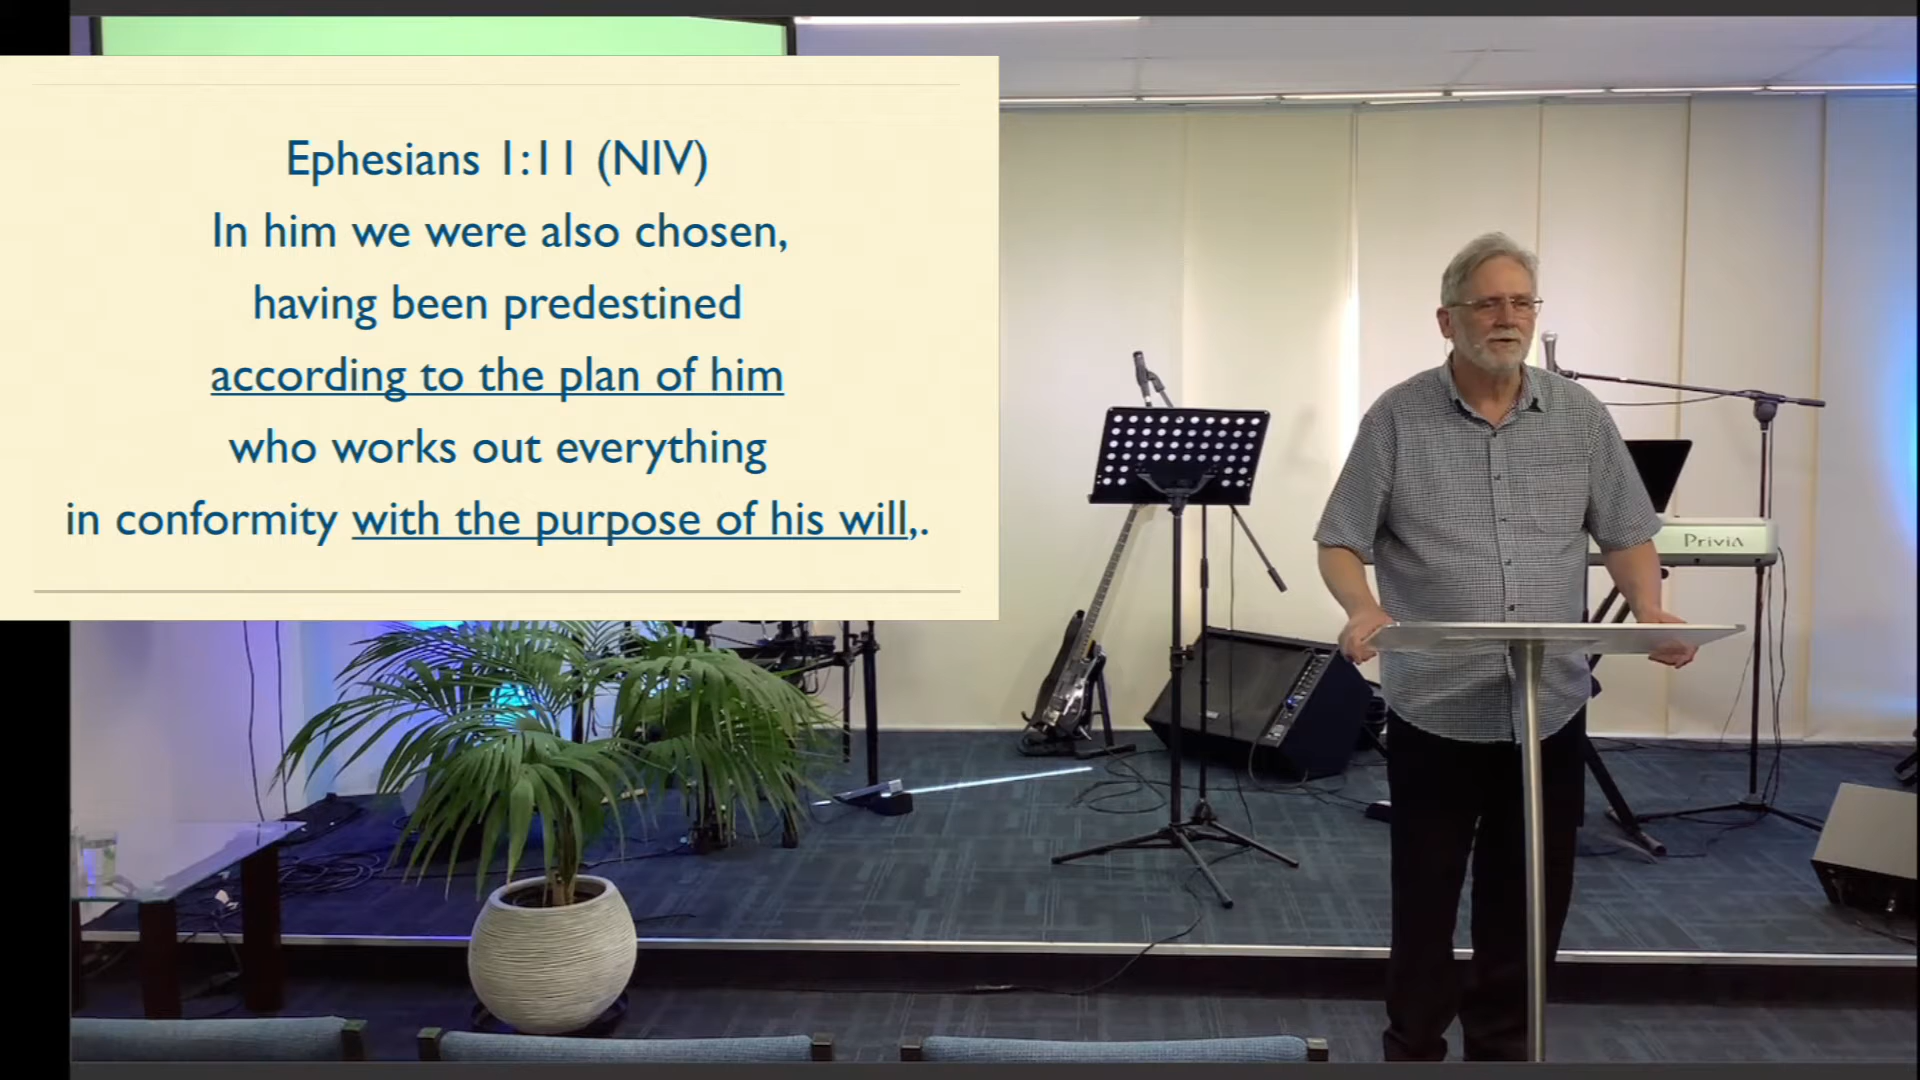 Ephesians 1:11 (NIV)
In him we were also chosen,
having been predestined
according to the plan of him
who works out everything
in conformity with the purpose of his will,.
Privia